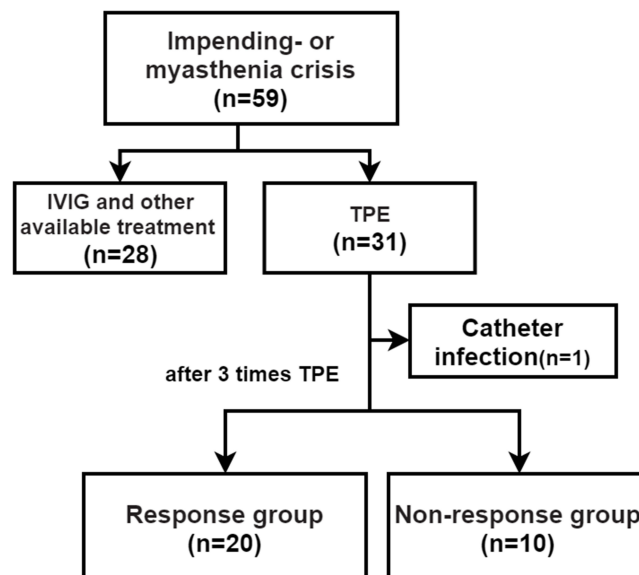 Impending- or
myasthenia crisis
(n=59)
IVIG and other
available treatment
(n=28)
TPE
(n=31)
Catheter
infection(n=1)
after 3 times TPE
Response group
(n=20)
Non-response group
(n=10)